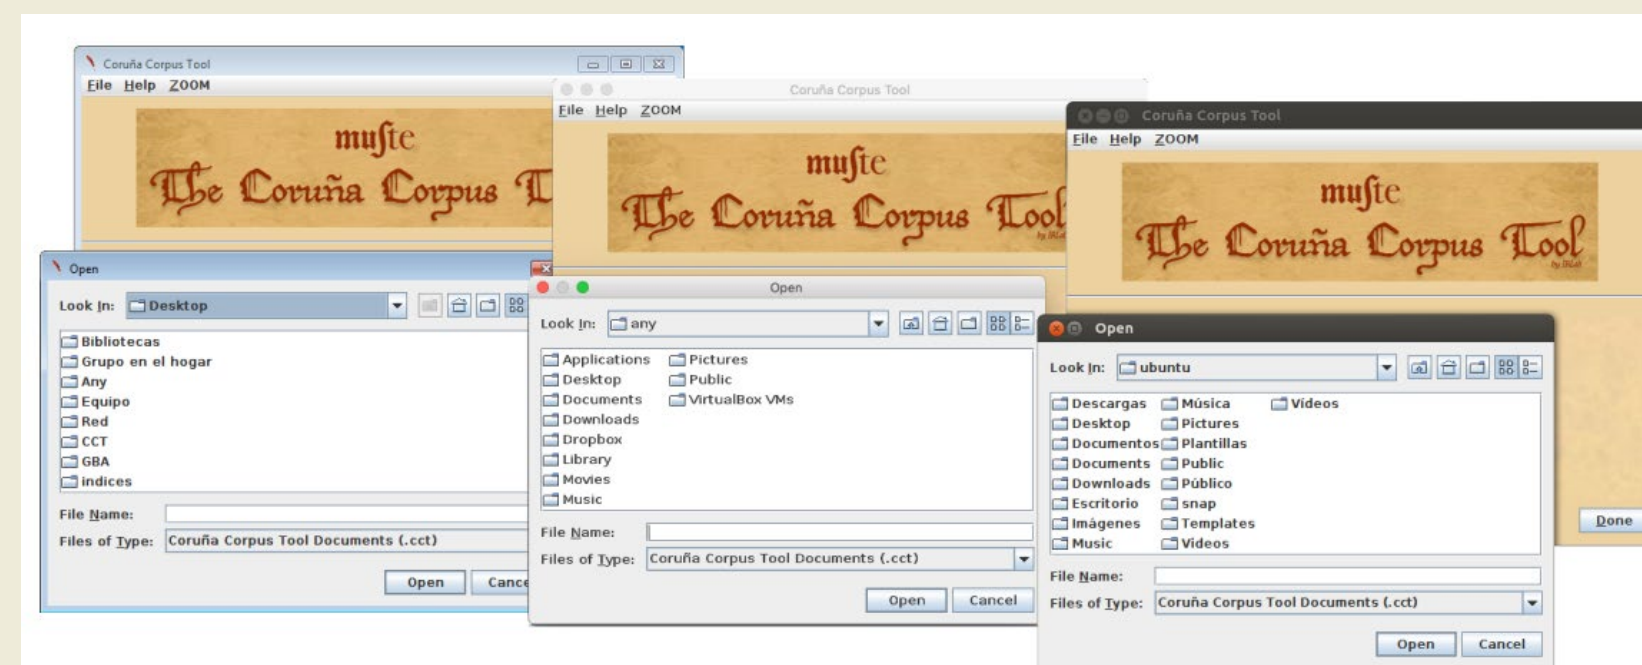 Coruña Corpus Tool
File Help ZOOM
muſte
The Coruña Corpus
Open
Look In: Desktop
Bibliotecas
Grupo en el hogar
Any
Equipo
Red
CCT
GBA
indices
File Name:
Files of Type: Coruña Corpus Tool Documents (.cct)
Open
Coruña Corpus Tool
File Help ZOOM
muſte
The Coruña Corpus Tool
Open
Look In: any
Applications Pictures
Desktop Public
Documents VirtualBox VMs
Downloads
Dropbox
Library
Movies
Music
File Name:
Files of Type: Coruña Corpus Tool Documents (.cct)
Open Cancel
Coruña Corpus Tool
File Help ZOOM
muſte
The Coruña Corpus Tool
by IRLab
Done
Open
Look In: ubuntu
Descargas Música Vídeos
Desktop Pictures
Documentos Plantillas
Documents Public
Downloads Público
Escritorio snap
Imágenes Templates
Music Videos
File Name:
Files of Type: Coruña Corpus Tool Documents (.cct)
Open Cancel